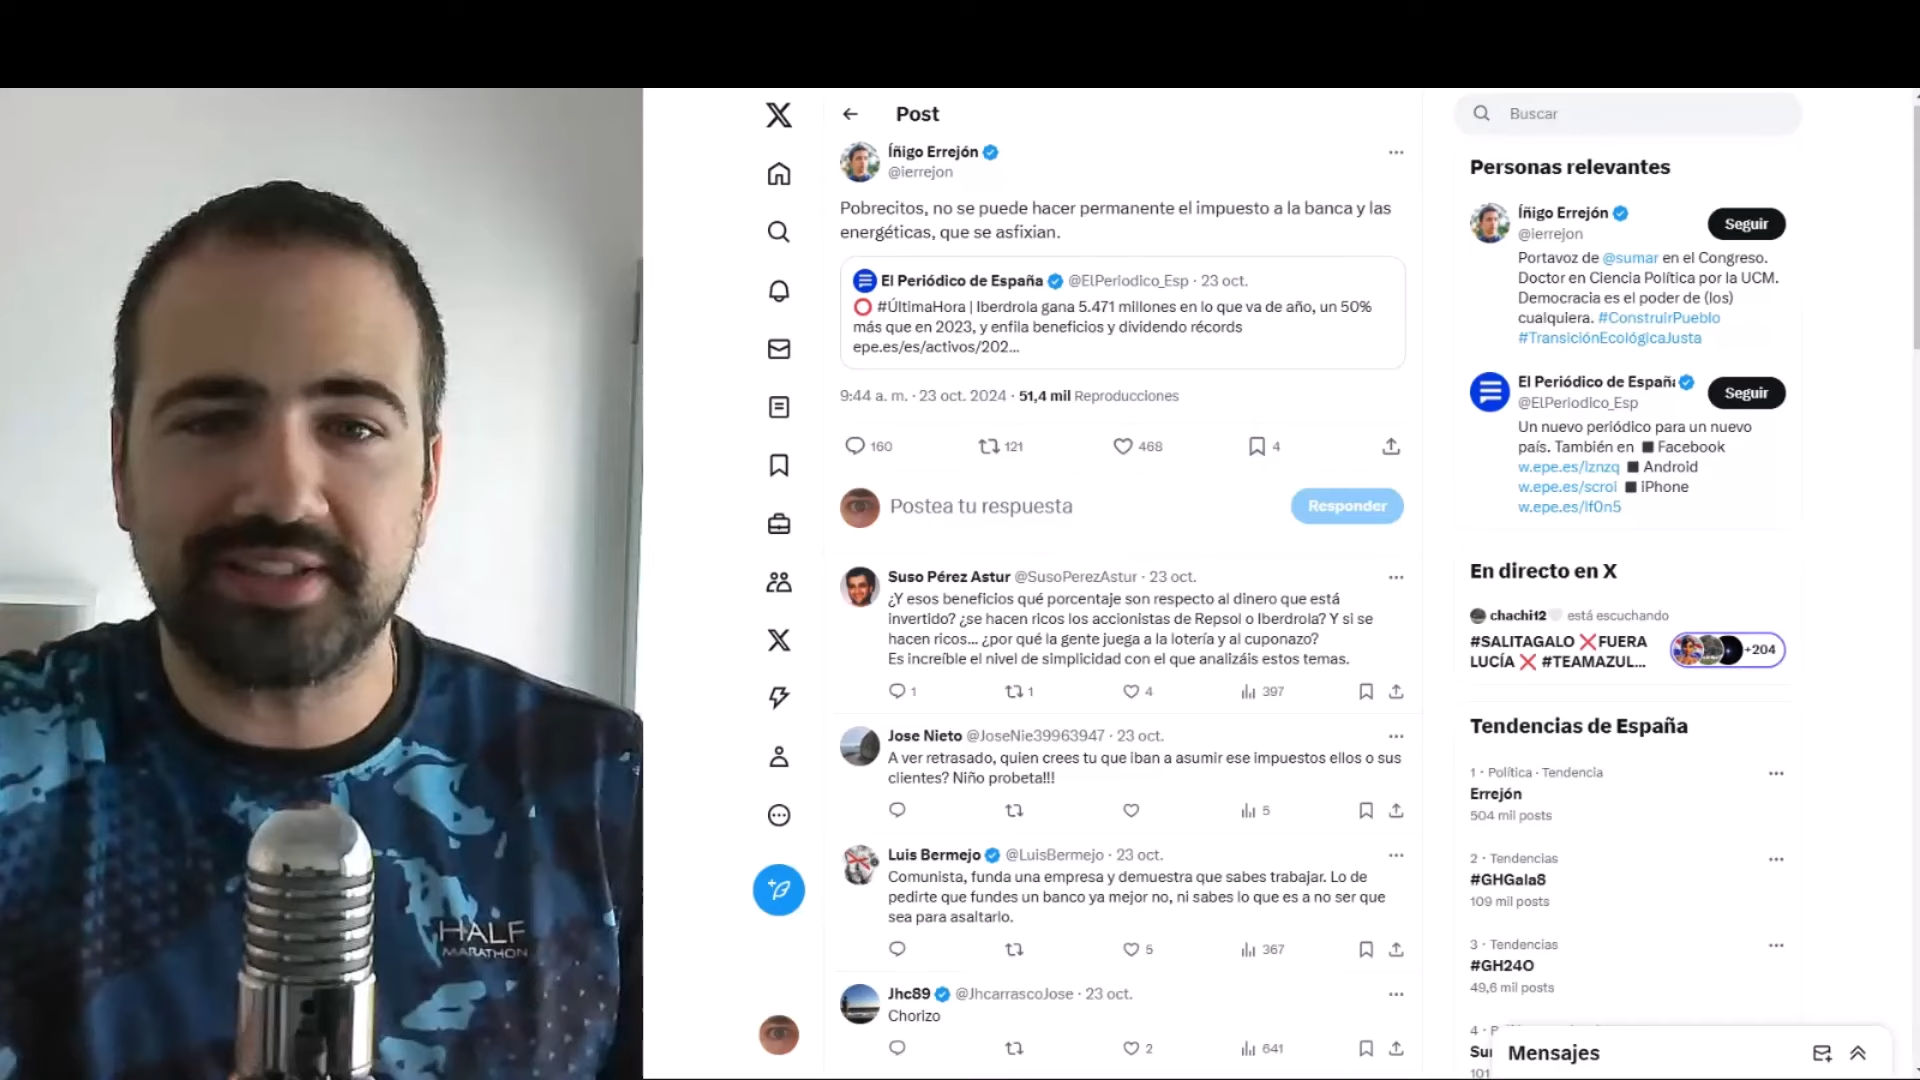 HALF
MARATHON
Post
Íñigo Errejón
@ierrejon
Pobrecitos, no se puede hacer permanente el impuesto a la banca y las
energéticas, que se asfixian.
El Periódico de España @ElPeriodico_Esp · 23 oct.
#ÚltimaHora | Iberdrola gana 5.471 millones en lo que va de año, un 50%
más que en 2023, y enfila beneficios y dividendo récords
epe.es/es/activos/202...
9:44 a. m. · 23 oct. 2024 · 51,4 mil Reproducciones
160 121 468 4
Postea tu respuesta
Responder
Suso Pérez Astur @SusoPerezAstur · 23 oct.
¿Y esos beneficios qué porcentaje son respecto al dinero que está
invertido? ¿se hacen ricos los accionistas de Repsol o Iberdrola? Y si se
hacen ricos... ¿por qué la gente juega a la lotería y al cuponazo?
Es increíble el nivel de simplicidad con el que analizáis estos temas.
1 1 4 397
Jose Nieto @JoseNie39963947 · 23 oct.
A ver retrasado, quien crees tu que iban a asumir ese impuestos ellos o sus
clientes? Niño probeta!!!
5
Luis Bermejo @LuisBermejo · 23 oct.
Comunista, funda una empresa y demuestra que sabes trabajar. Lo de
pedirte que fundes un banco ya mejor no, ni sabes lo que es a no ser que
sea para asaltarlo.
5 367
Jhc89 @JhcarrascoJose · 23 oct.
Chorizo
2 641
Buscar
Personas relevantes
Íñigo Errejón
@ierrejon
Seguir
Portavoz de @sumar en el Congreso.
Doctor en Ciencia Política por la UCM.
Democracia es el poder de (los)
cualquiera. #ConstruirPueblo
#TransiciónEcológicaJusta
El Periódico de España
@ElPeriodico_Esp
Seguir
Un nuevo periódico para un nuevo
país. También en Facebook
w.epe.es/lznzq Android
w.epe.es/scroi iPhone
w.epe.es/lf0n5
En directo en X
chachi12 está escuchando
#SALITAGALO FUERA
LUCÍA #TEAMAZUL...
+204
Tendencias de España
1 · Política · Tendencia
Errejón
504 mil posts
2 · Tendencias
#GHGala8
109 mil posts
3 · Tendencias
#GH24O
49,6 mil posts
Mensajes